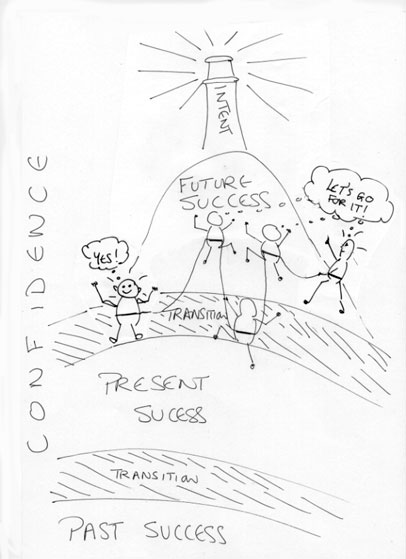 INTENT
FUTURE
SUCCESS
LET'S GO
FOR IT!
YES!
TRANSITION
PRESENT
SUCESS
TRANSITION
PAST SUCCESS
CONFIDENCE